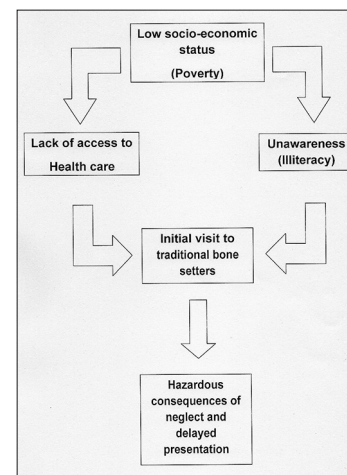 Low socio-economic
status
(Poverty)
Lack of access to
Health care
Unawareness
(Illiteracy)
Initial visit to
traditional bone
setters
Hazardous
consequences of
neglect and
delayed
presentation